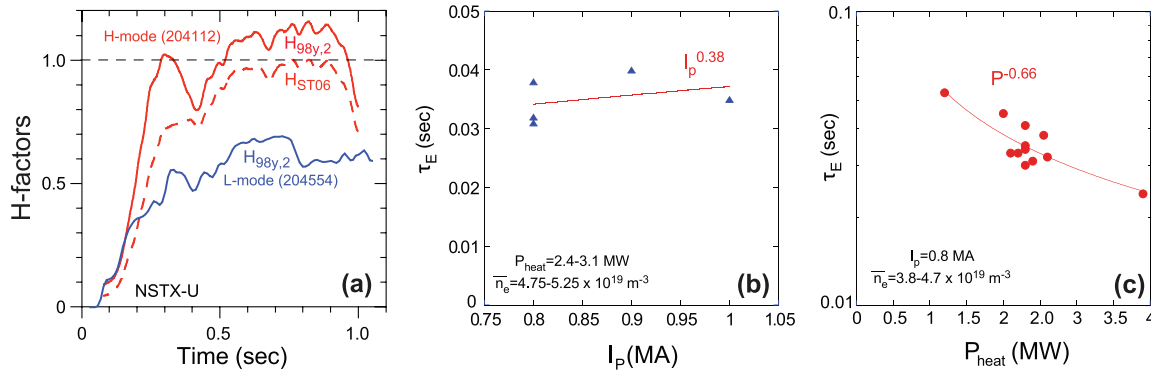 H-factors
1.0
0.5
0
0
0.5
1.0
Time (sec)
H-mode (204112)
H98y,2
HST06
H98y,2
L-mode (204554)
NSTX-U
(a)
τE (sec)
0.05
0.04
0.03
0.02
0.01
0
0.75
0.8
0.85
0.9
0.95
1
1.05
IP(MA)
Ip0.38
Pheat=2.4-3.1 MW
ne=4.75-5.25 x 1019 m-3
(b)
τE (sec)
0.1
0.01
0
0.5
1
1.5
2
2.5
3
3.5
4
Pheat (MW)
P-0.66
Ip=0.8 MA
ne=3.8-4.7 x 1019 m-3
(c)